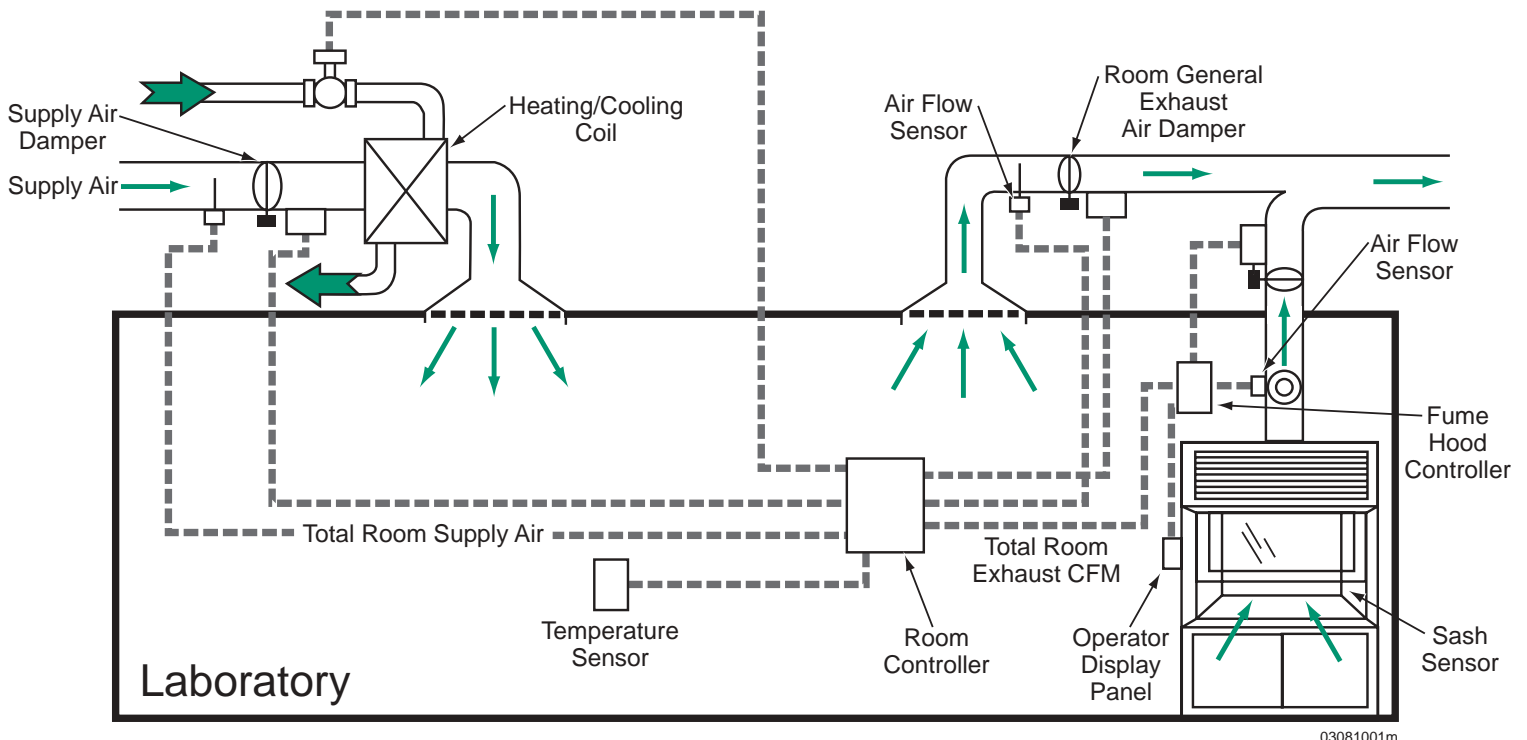 Supply Air
Damper
Supply Air
Heating/Cooling
Coil
Air Flow
Sensor
Room General
Exhaust
Air Damper
Air Flow
Sensor
Fume
Hood
Controller
Total Room Supply Air
Total Room
Exhaust CFM
Temperature
Sensor
Room
Controller
Operator
Display
Panel
Sash
Sensor
Laboratory
03081001m